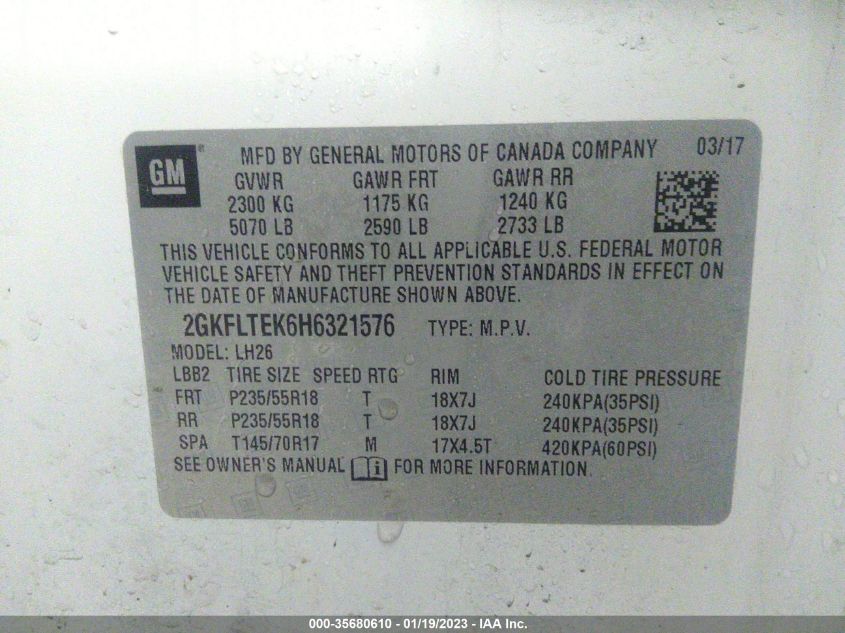 GM ® MFD BY GENERAL MOTORS OF CANADA COMPANY 03/17
GVWR GAWR FRT GAWR RR
2300 KG 1175 KG 1240 KG
5070 LB 2590 LB 2733 LB
THIS VEHICLE CONFORMS TO ALL APPLICABLE U.S. FEDERAL MOTOR
VEHICLE SAFETY AND THEFT PREVENTION STANDARDS IN EFFECT ON
THE DATE OF MANUFACTURE SHOWN ABOVE.
2GKFLTEK6H6321576 TYPE: M.P.V.
MODEL: LH26
LBB2 TIRE SIZE SPEED RTG RIM COLD TIRE PRESSURE
FRT P235/55R18 T 18X7J 240KPA(35PSI)
RR P235/55R18 T 18X7J 240KPA(35PSI)
SPA T145/70R17 M 17X4.5T 420KPA(60PSI)
SEE OWNER'S MANUAL FOR MORE INFORMATION.
000-35680610 - 01/19/2023 - IAA Inc.